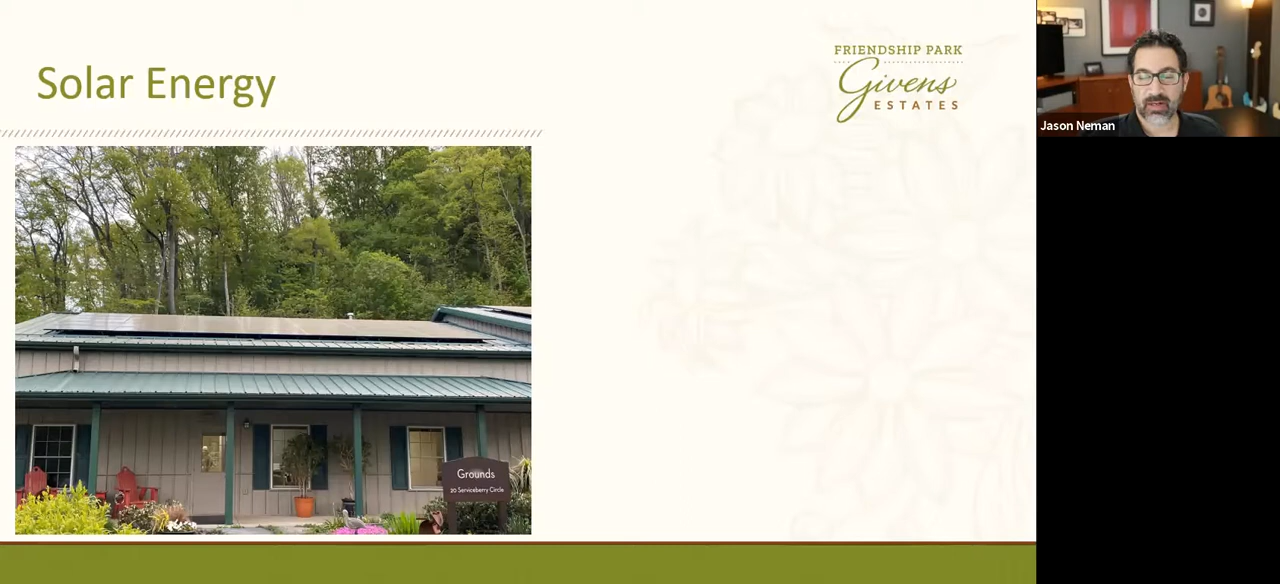 Solar Energy
FRIENDSHIP PARK
Givens
ESTATES
Jason Neman
Grounds
20 Serviceberry Circle